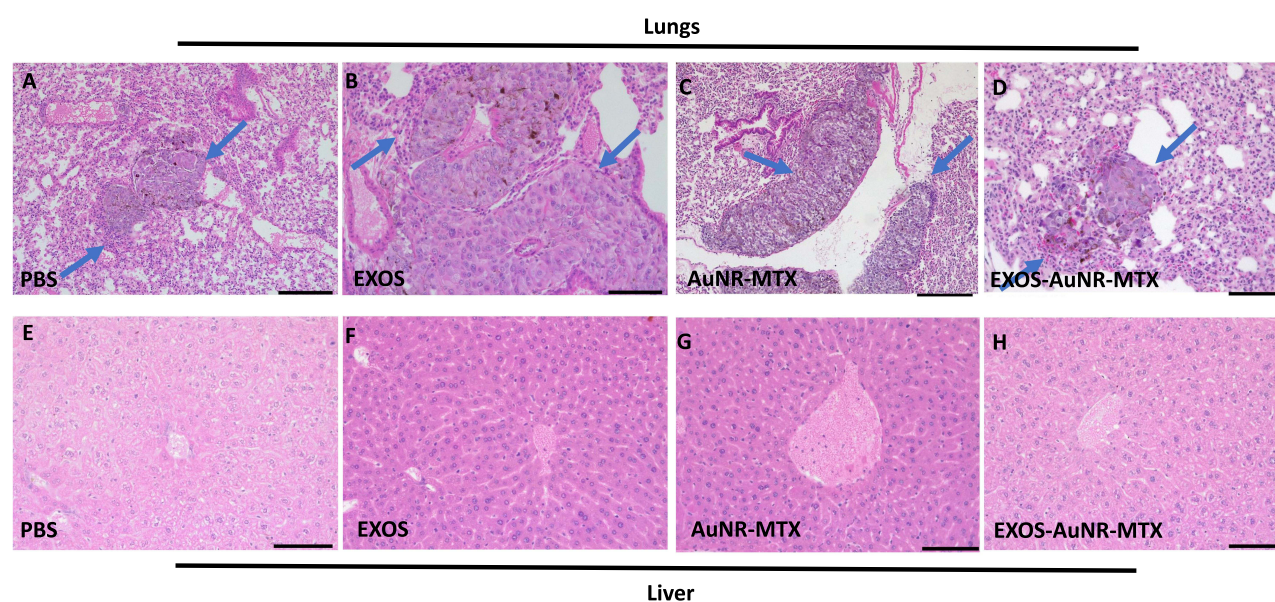 Lungs
A
B
C
D
PBS
EXOS
AuNR-MTX
EXOS-AuNR-MTX
E
F
G
H
PBS
EXOS
AuNR-MTX
EXOS-AuNR-MTX
Liver